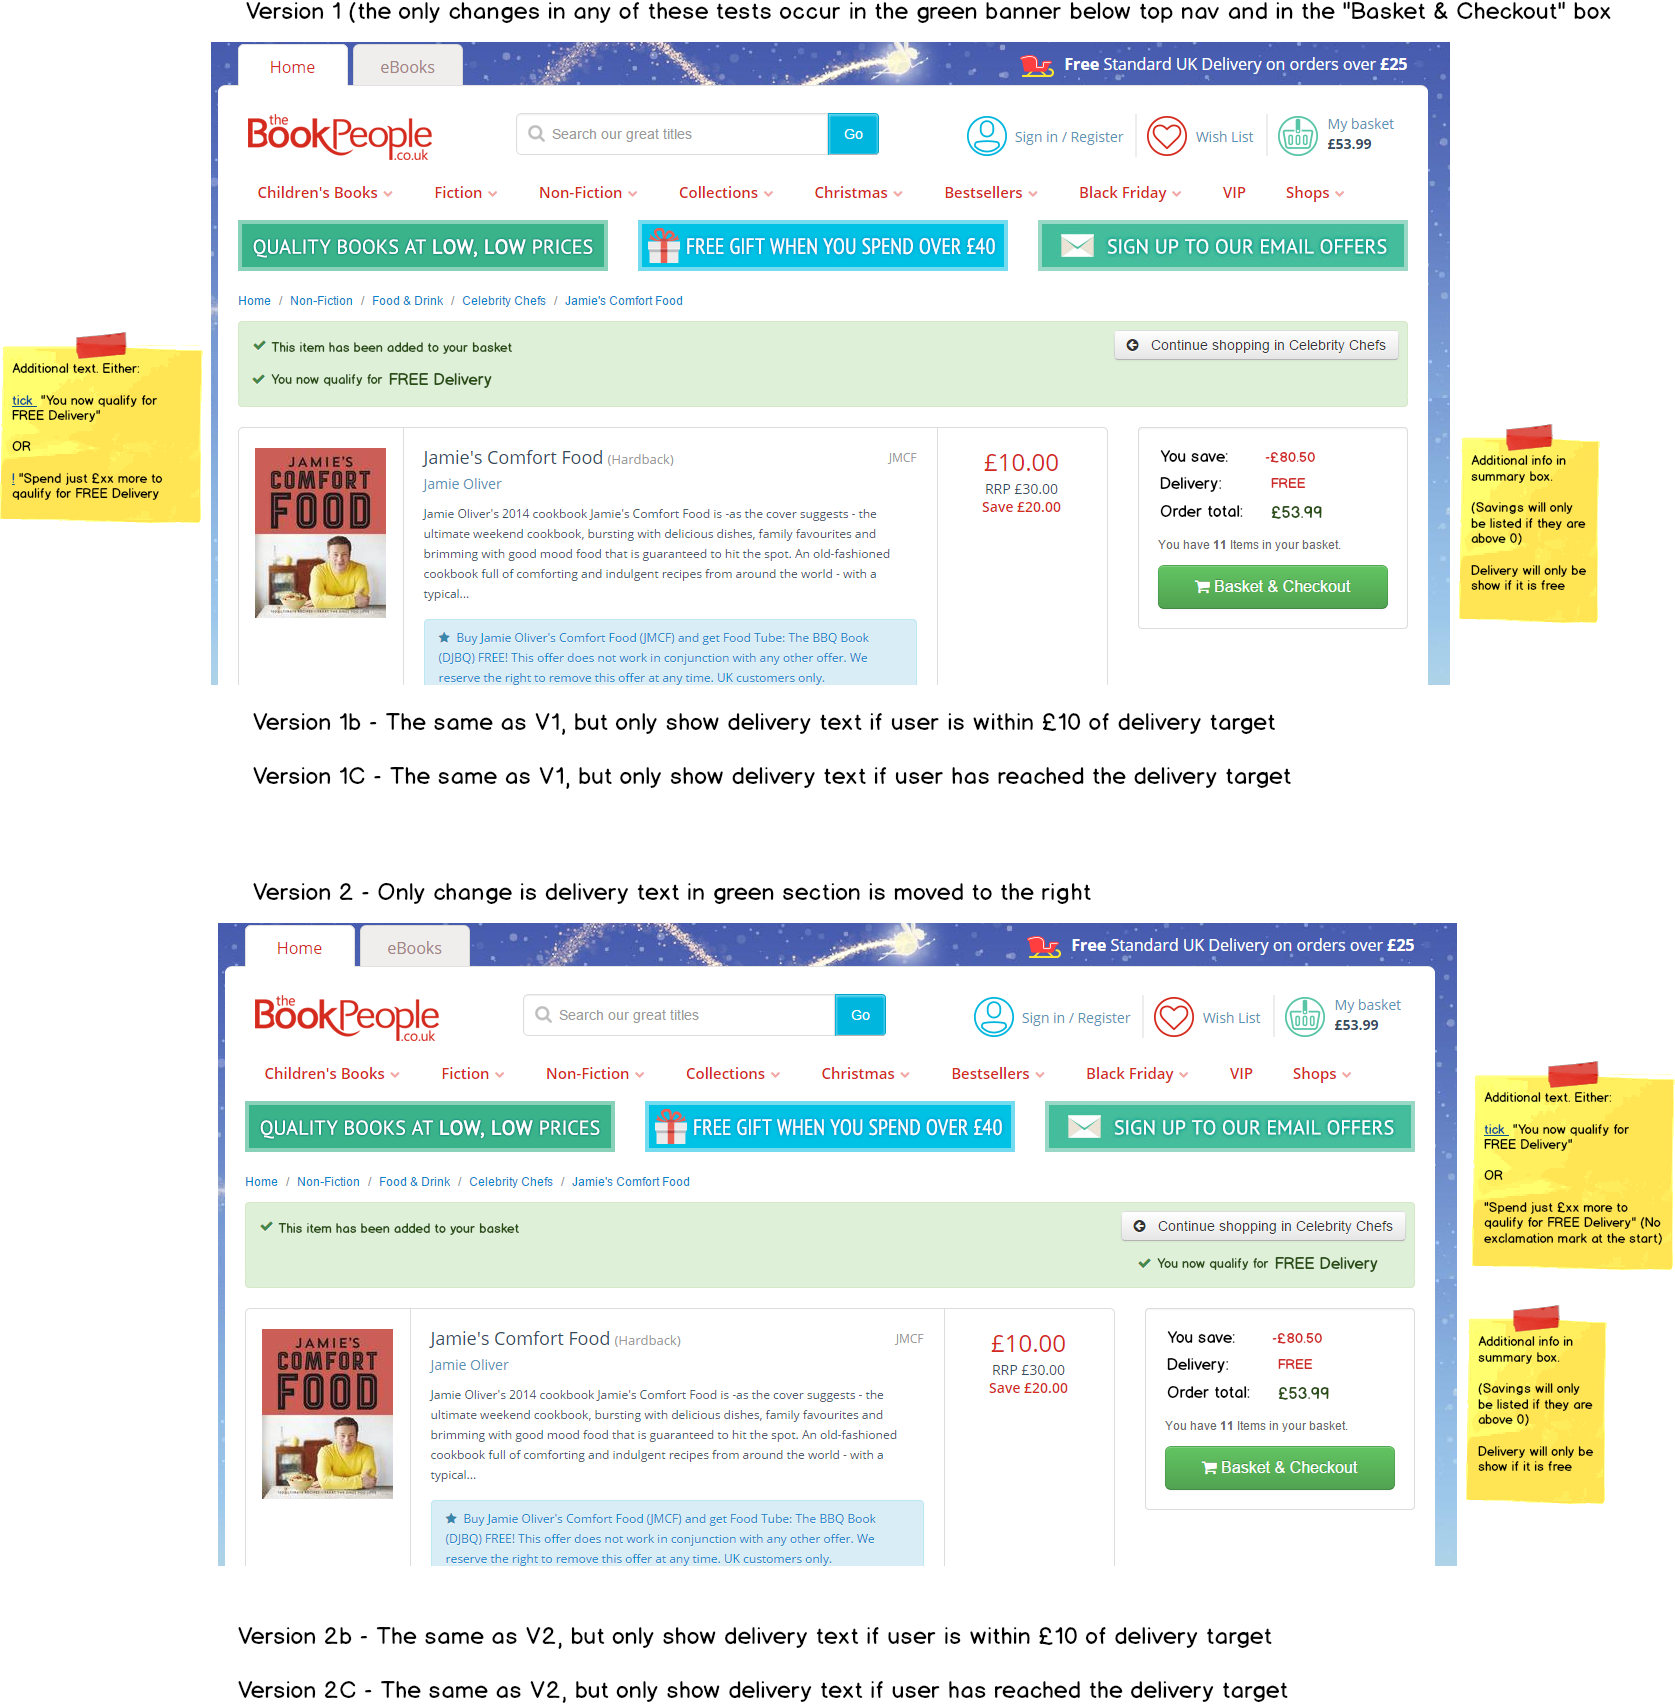 Version 1 (the only changes in any of these tests occur in the green banner below top nav and in the "Basket & Checkout" box
Home
eBooks
Free Standard UK Delivery on orders over £25
the
BookPeople
.co.uk
Search our great titles
Go
Sign in / Register
Wish List
My basket
£53.99
Children's Books
Fiction
Non-Fiction
Collections
Christmas
Bestsellers
Black Friday
VIP
Shops
QUALITY BOOKS AT LOW, LOW PRICES
FREE GIFT WHEN YOU SPEND OVER £40
SIGN UP TO OUR EMAIL OFFERS
Home / Non-Fiction / Food & Drink / Celebrity Chefs / Jamie's Comfort Food
This item has been added to your basket
Continue shopping in Celebrity Chefs
You now qualify for FREE Delivery
Additional text. Either:
tick "You now qualify for
FREE Delivery"
OR
! "Spend just £xx more to
qaulify for FREE Delivery
JAMIE'S
COMFORT
FOOD
Jamie's Comfort Food (Hardback)
JMCF
Jamie Oliver
Jamie Oliver's 2014 cookbook Jamie's Comfort Food is -as the cover suggests - the
ultimate weekend cookbook, bursting with delicious dishes, family favourites and
brimming with good mood food that is guaranteed to hit the spot. An old-fashioned
cookbook full of comforting and indulgent recipes from around the world - with a
typical...
Buy Jamie Oliver's Comfort Food (JMCF) and get Food Tube: The BBQ Book
(DJBQ) FREE! This offer does not work in conjunction with any other offer. We
reserve the right to remove this offer at any time. UK customers only.
£10.00
RRP £30.00
Save £20.00
You save: -£80.50
Delivery: FREE
Order total: £53.99
You have 11 Items in your basket.
Basket & Checkout
Additional info in
summary box.
(Savings will only
be listed if they are
above 0)
Delivery will only be
show if it is free
Version 1b - The same as V1, but only show delivery text if user is within £10 of delivery target
Version 1C - The same as V1, but only show delivery text if user has reached the delivery target
Version 2 - Only change is delivery text in green section is moved to the right
Home
eBooks
Free Standard UK Delivery on orders over £25
the
BookPeople
.co.uk
Search our great titles
Go
Sign in / Register
Wish List
My basket
£53.99
Children's Books
Fiction
Non-Fiction
Collections
Christmas
Bestsellers
Black Friday
VIP
Shops
QUALITY BOOKS AT LOW, LOW PRICES
FREE GIFT WHEN YOU SPEND OVER £40
SIGN UP TO OUR EMAIL OFFERS
Home / Non-Fiction / Food & Drink / Celebrity Chefs / Jamie's Comfort Food
This item has been added to your basket
Continue shopping in Celebrity Chefs
You now qualify for FREE Delivery
Additional text. Either:
tick "You now qualify for
FREE Delivery"
OR
"Spend just £xx more to
qaulify for FREE Delivery" (No
exclamation mark at the start)
JAMIE'S
COMFORT
FOOD
Jamie's Comfort Food (Hardback)
JMCF
Jamie Oliver
Jamie Oliver's 2014 cookbook Jamie's Comfort Food is -as the cover suggests - the
ultimate weekend cookbook, bursting with delicious dishes, family favourites and
brimming with good mood food that is guaranteed to hit the spot. An old-fashioned
cookbook full of comforting and indulgent recipes from around the world - with a
typical...
Buy Jamie Oliver's Comfort Food (JMCF) and get Food Tube: The BBQ Book
(DJBQ) FREE! This offer does not work in conjunction with any other offer. We
reserve the right to remove this offer at any time. UK customers only.
£10.00
RRP £30.00
Save £20.00
You save: -£80.50
Delivery: FREE
Order total: £53.99
You have 11 Items in your basket.
Basket & Checkout
Additional info in
summary box.
(Savings will only
be listed if they are
above 0)
Delivery will only be
show if it is free
Version 2b - The same as V2, but only show delivery text if user is within £10 of delivery target
Version 2C - The same as V2, but only show delivery text if user has reached the delivery target